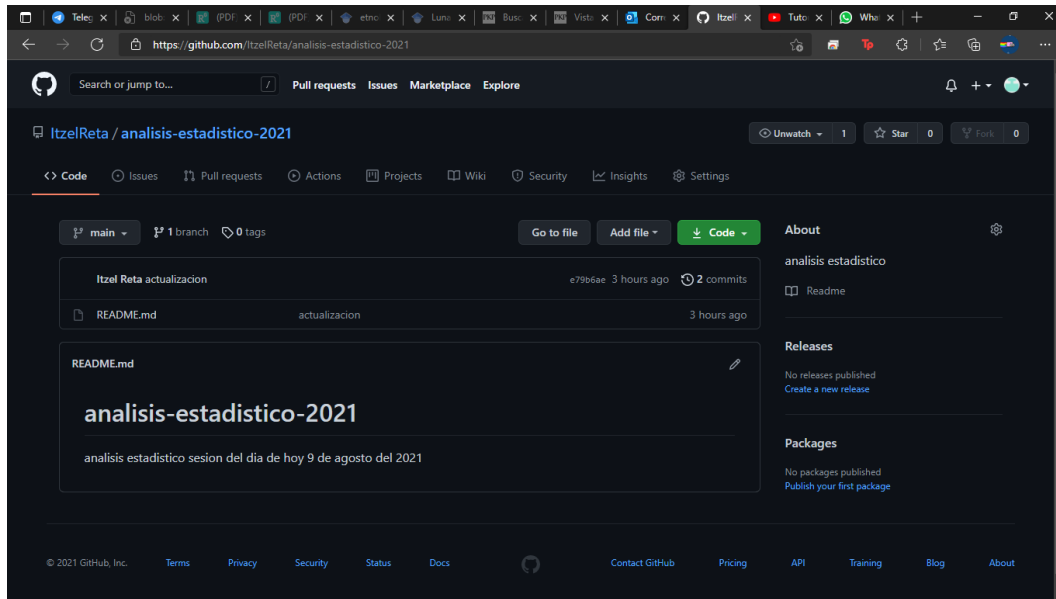 Teleg blob: (PDF (PDF etno Luna Busc Vista Corr ItzelF Tuto Wha
https://github.com/ItzelReta/analisis-estadistico-2021
Search or jump to... / Pull requests Issues Marketplace Explore
ItzelReta / analisis-estadistico-2021 Unwatch 1 Star 0 Fork 0
Code Issues Pull requests Actions Projects Wiki Security Insights Settings
main 1 branch 0 tags Go to file Add file Code
Itzel Reta actualizacion e79b6ae 3 hours ago 2 commits
README.md actualizacion 3 hours ago
README.md
analisis-estadistico-2021
analisis estadistico sesion del dia de hoy 9 de agosto del 2021
About
analisis estadistico
Readme
Releases
No releases published
Create a new release
Packages
No packages published
Publish your first package
© 2021 GitHub, Inc. Terms Privacy Security Status Docs Contact GitHub Pricing API Training Blog About